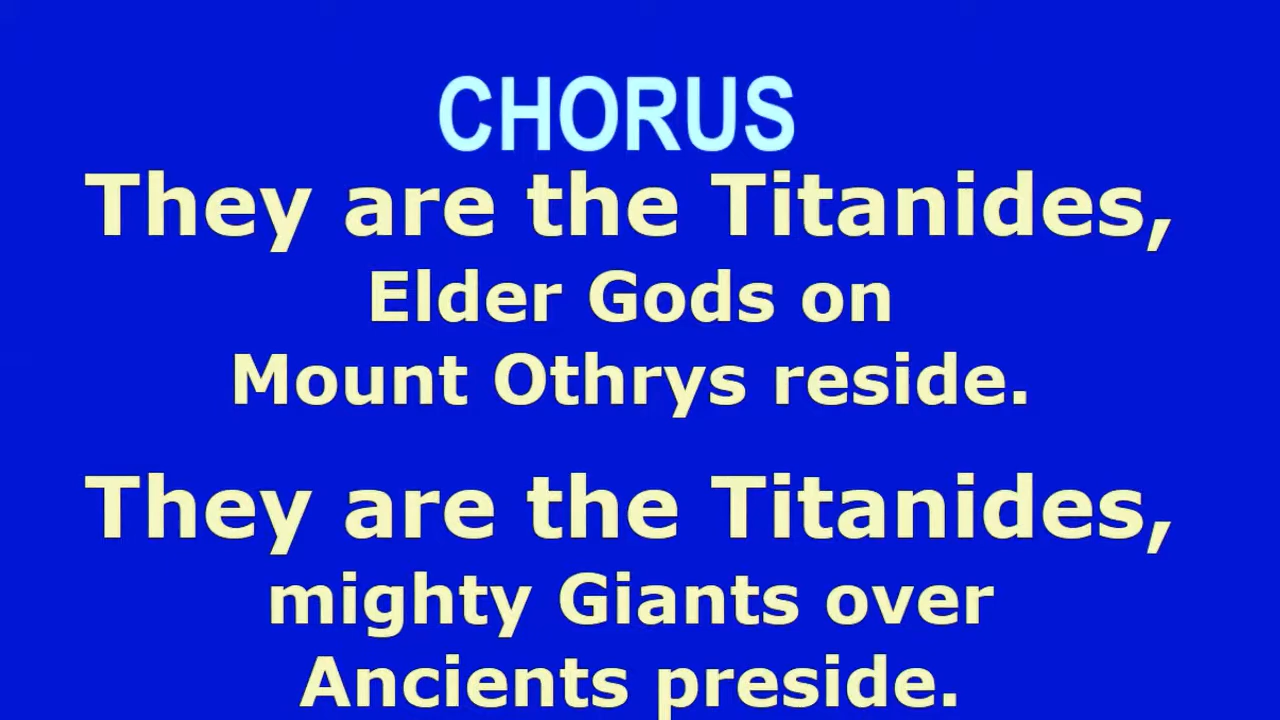 CHORUS
They are the Titanides,
Elder Gods on
Mount Othrys reside.
They are the Titanides,
mighty Giants over
Ancients preside.